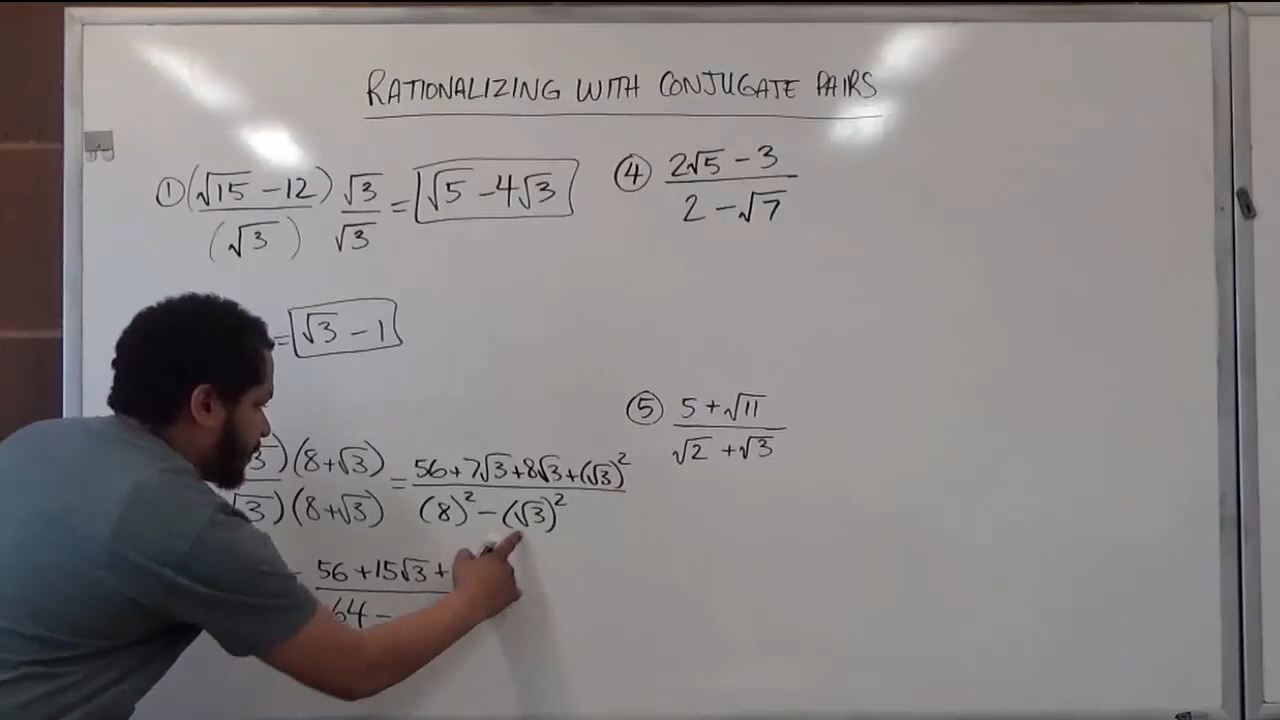 RATIONALIZING WITH CONJUGATE PAIRS
① (√15 - 12) / (√3) √3 / √3 = √5 - 4√3
= √3 - 1
3)(8+√3) / √3)(8+√3) = 56+7√3+8√3+(√3)² / (8)² - (√3)²
56+15√3+ / 64 -
④ 2√5 - 3 / 2 - √7
⑤ 5+√11 / √2+√3